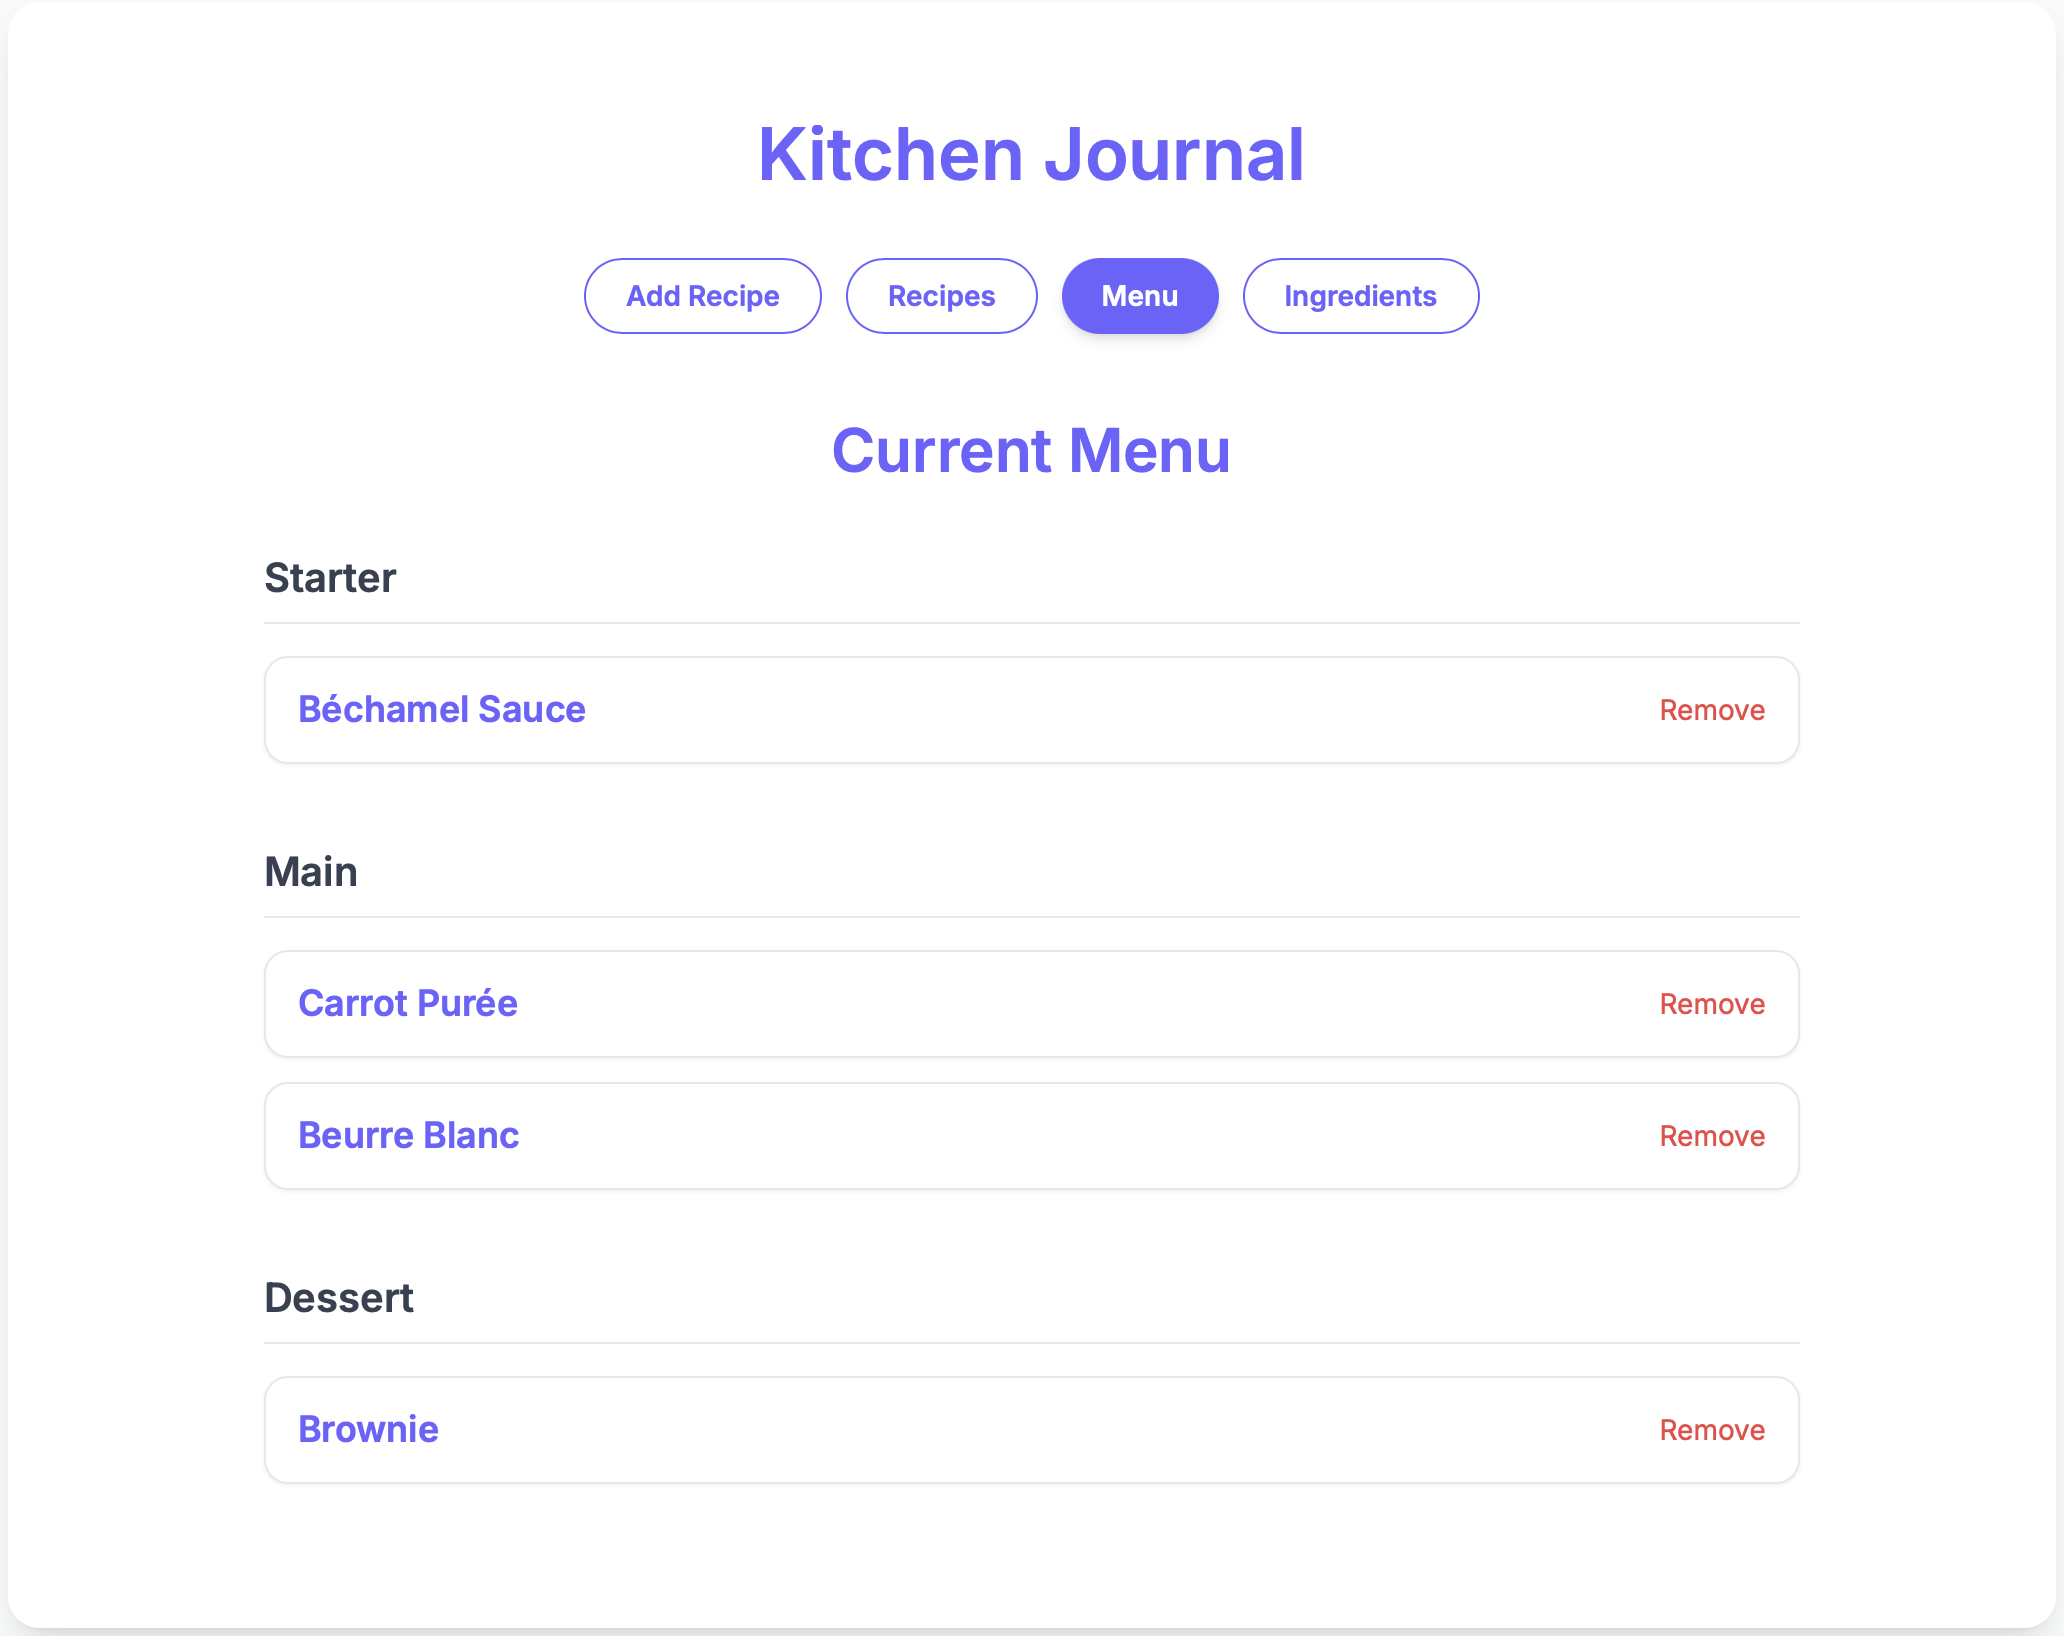 Kitchen Journal
Add Recipe Recipes Menu Ingredients
Current Menu
Starter
Béchamel Sauce Remove
Main
Carrot Purée Remove
Beurre Blanc Remove
Dessert
Brownie Remove